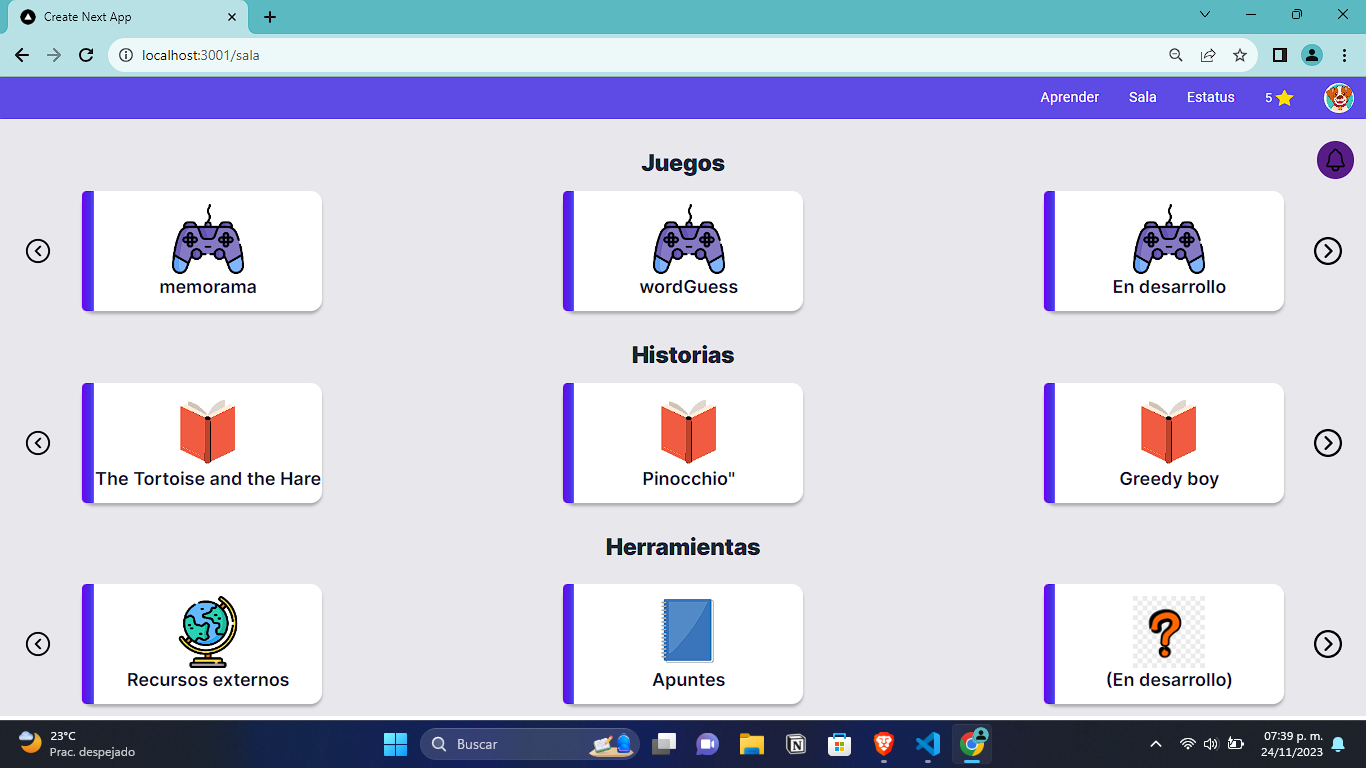 Create Next App
localhost:3001/sala
Aprender Sala Estatus 5
Juegos
memorama wordGuess En desarrollo
Historias
The Tortoise and the Hare Pinocchio" Greedy boy
Herramientas
Recursos externos Apuntes (En desarrollo)
23°C
Prac. despejado
Buscar
07:39 p. m.
24/11/2023